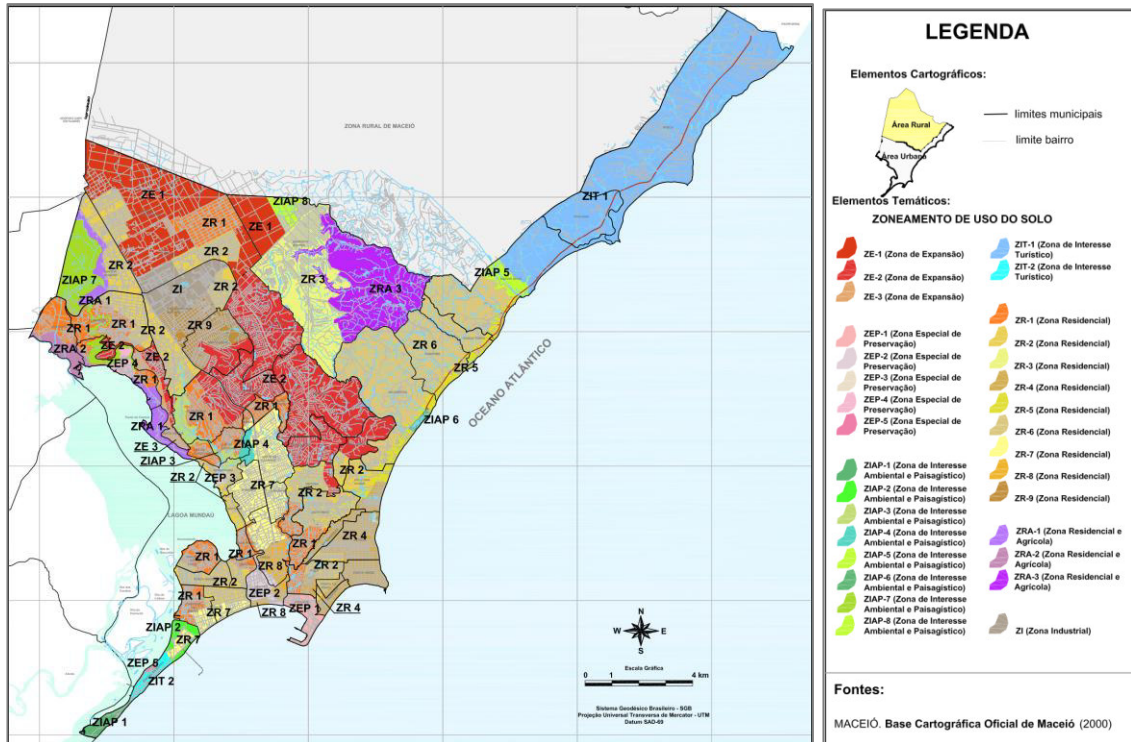 ZONA RURAL DE MACEIÓ
ZIT 1
ZE 1
ZIAP 8
ZR 1
ZE 1
ZR 2
ZR 2
ZIAP 7
ZR 3
ZIAP 5
ZI
ZR 2
ZRA 3
ZRA 1
ZR 1
ZR 1
ZR 2
ZR 9
ZR 6
ZRA 2
ZE 2
ZE 2
ZEP 4
ZR 5
ZR 1
ZE 2
OCEANO ATLÂNTICO
ZRA 1
ZR 1
ZR 1
ZIAP 6
ZE 3
ZIAP 4
ZIAP 3
ZR 2
ZEP 3
ZR 2
ZR 7
ZR 2
LAGOA MUNDAÚ
ZR 4
ZR 1
ZR 1
ZR 1
ZR 8
ZR 2
ZR 2
ZEP 2
ZR 1
ZR 7
ZR 8
ZEP 1
ZR 4
ZIAP 2
ZR 7
ZEP 5
ZIT 2
ZIAP 1
N
W E
S
Escala Gráfica
0 1 2 4 km
Sistema Geodésico Brasileiro - SGB
Projeção Universal Transversa de Mercator - UTM
Datum SAD-69
LEGENDA
Elementos Cartográficos:
Área Rural
Área Urbana
limites municipais
limite bairro
Elementos Temáticos:
ZONEAMENTO DE USO DO SOLO
ZE-1 (Zona de Expansão)
ZE-2 (Zona de Expansão)
ZE-3 (Zona de Expansão)
ZEP-1 (Zona Especial de
Preservação)
ZEP-2 (Zona Especial de
Preservação)
ZEP-3 (Zona Especial de
Preservação)
ZEP-4 (Zona Especial de
Preservação)
ZEP-5 (Zona Especial de
Preservação)
ZIAP-1 (Zona de Interesse
Ambiental e Paisagístico)
ZIAP-2 (Zona de Interesse
Ambiental e Paisagístico)
ZIAP-3 (Zona de Interesse
Ambiental e Paisagístico)
ZIAP-4 (Zona de Interesse
Ambiental e Paisagístico)
ZIAP-5 (Zona de Interesse
Ambiental e Paisagístico)
ZIAP-6 (Zona de Interesse
Ambiental e Paisagístico)
ZIAP-7 (Zona de Interesse
Ambiental e Paisagístico)
ZIAP-8 (Zona de Interesse
Ambiental e Paisagístico)
ZIT-1 (Zona de Interesse
Turístico)
ZIT-2 (Zona de Interesse
Turístico)
ZR-1 (Zona Residencial)
ZR-2 (Zona Residencial)
ZR-3 (Zona Residencial)
ZR-4 (Zona Residencial)
ZR-5 (Zona Residencial)
ZR-6 (Zona Residencial)
ZR-7 (Zona Residencial)
ZR-8 (Zona Residencial)
ZR-9 (Zona Residencial)
ZRA-1 (Zona Residencial e
Agrícola)
ZRA-2 (Zona Residencial e
Agrícola)
ZRA-3 (Zona Residencial e
Agrícola)
ZI (Zona Industrial)
Fontes:
MACEIÓ. Base Cartográfica Oficial de Maceió (2000)